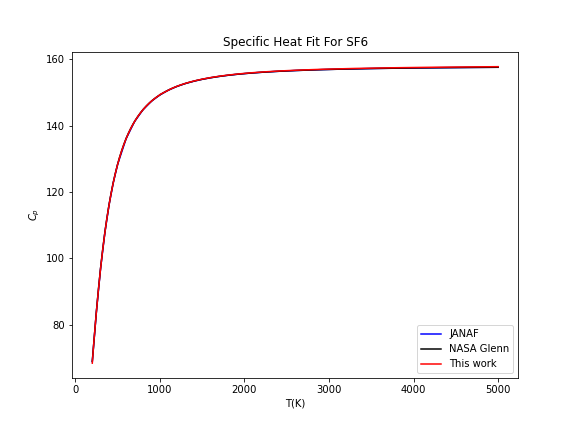 Specific Heat Fit For SF6
160
140
120
100
80
C_p
0
1000
2000
3000
4000
5000
T(K)
JANAF
NASA Glenn
This work